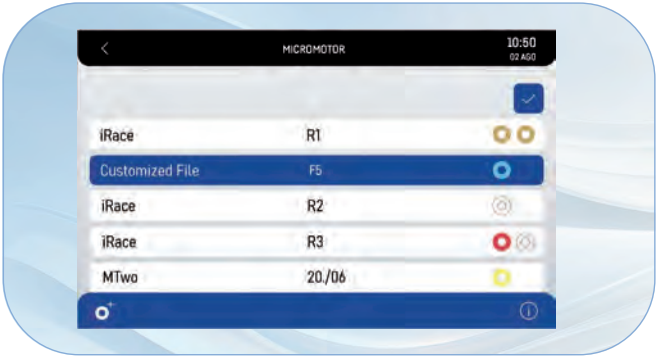 MICROMOTOR 10:50
02 AGO
iRace R1
Customized File F5
iRace R2
iRace R3
MTwo 20./06